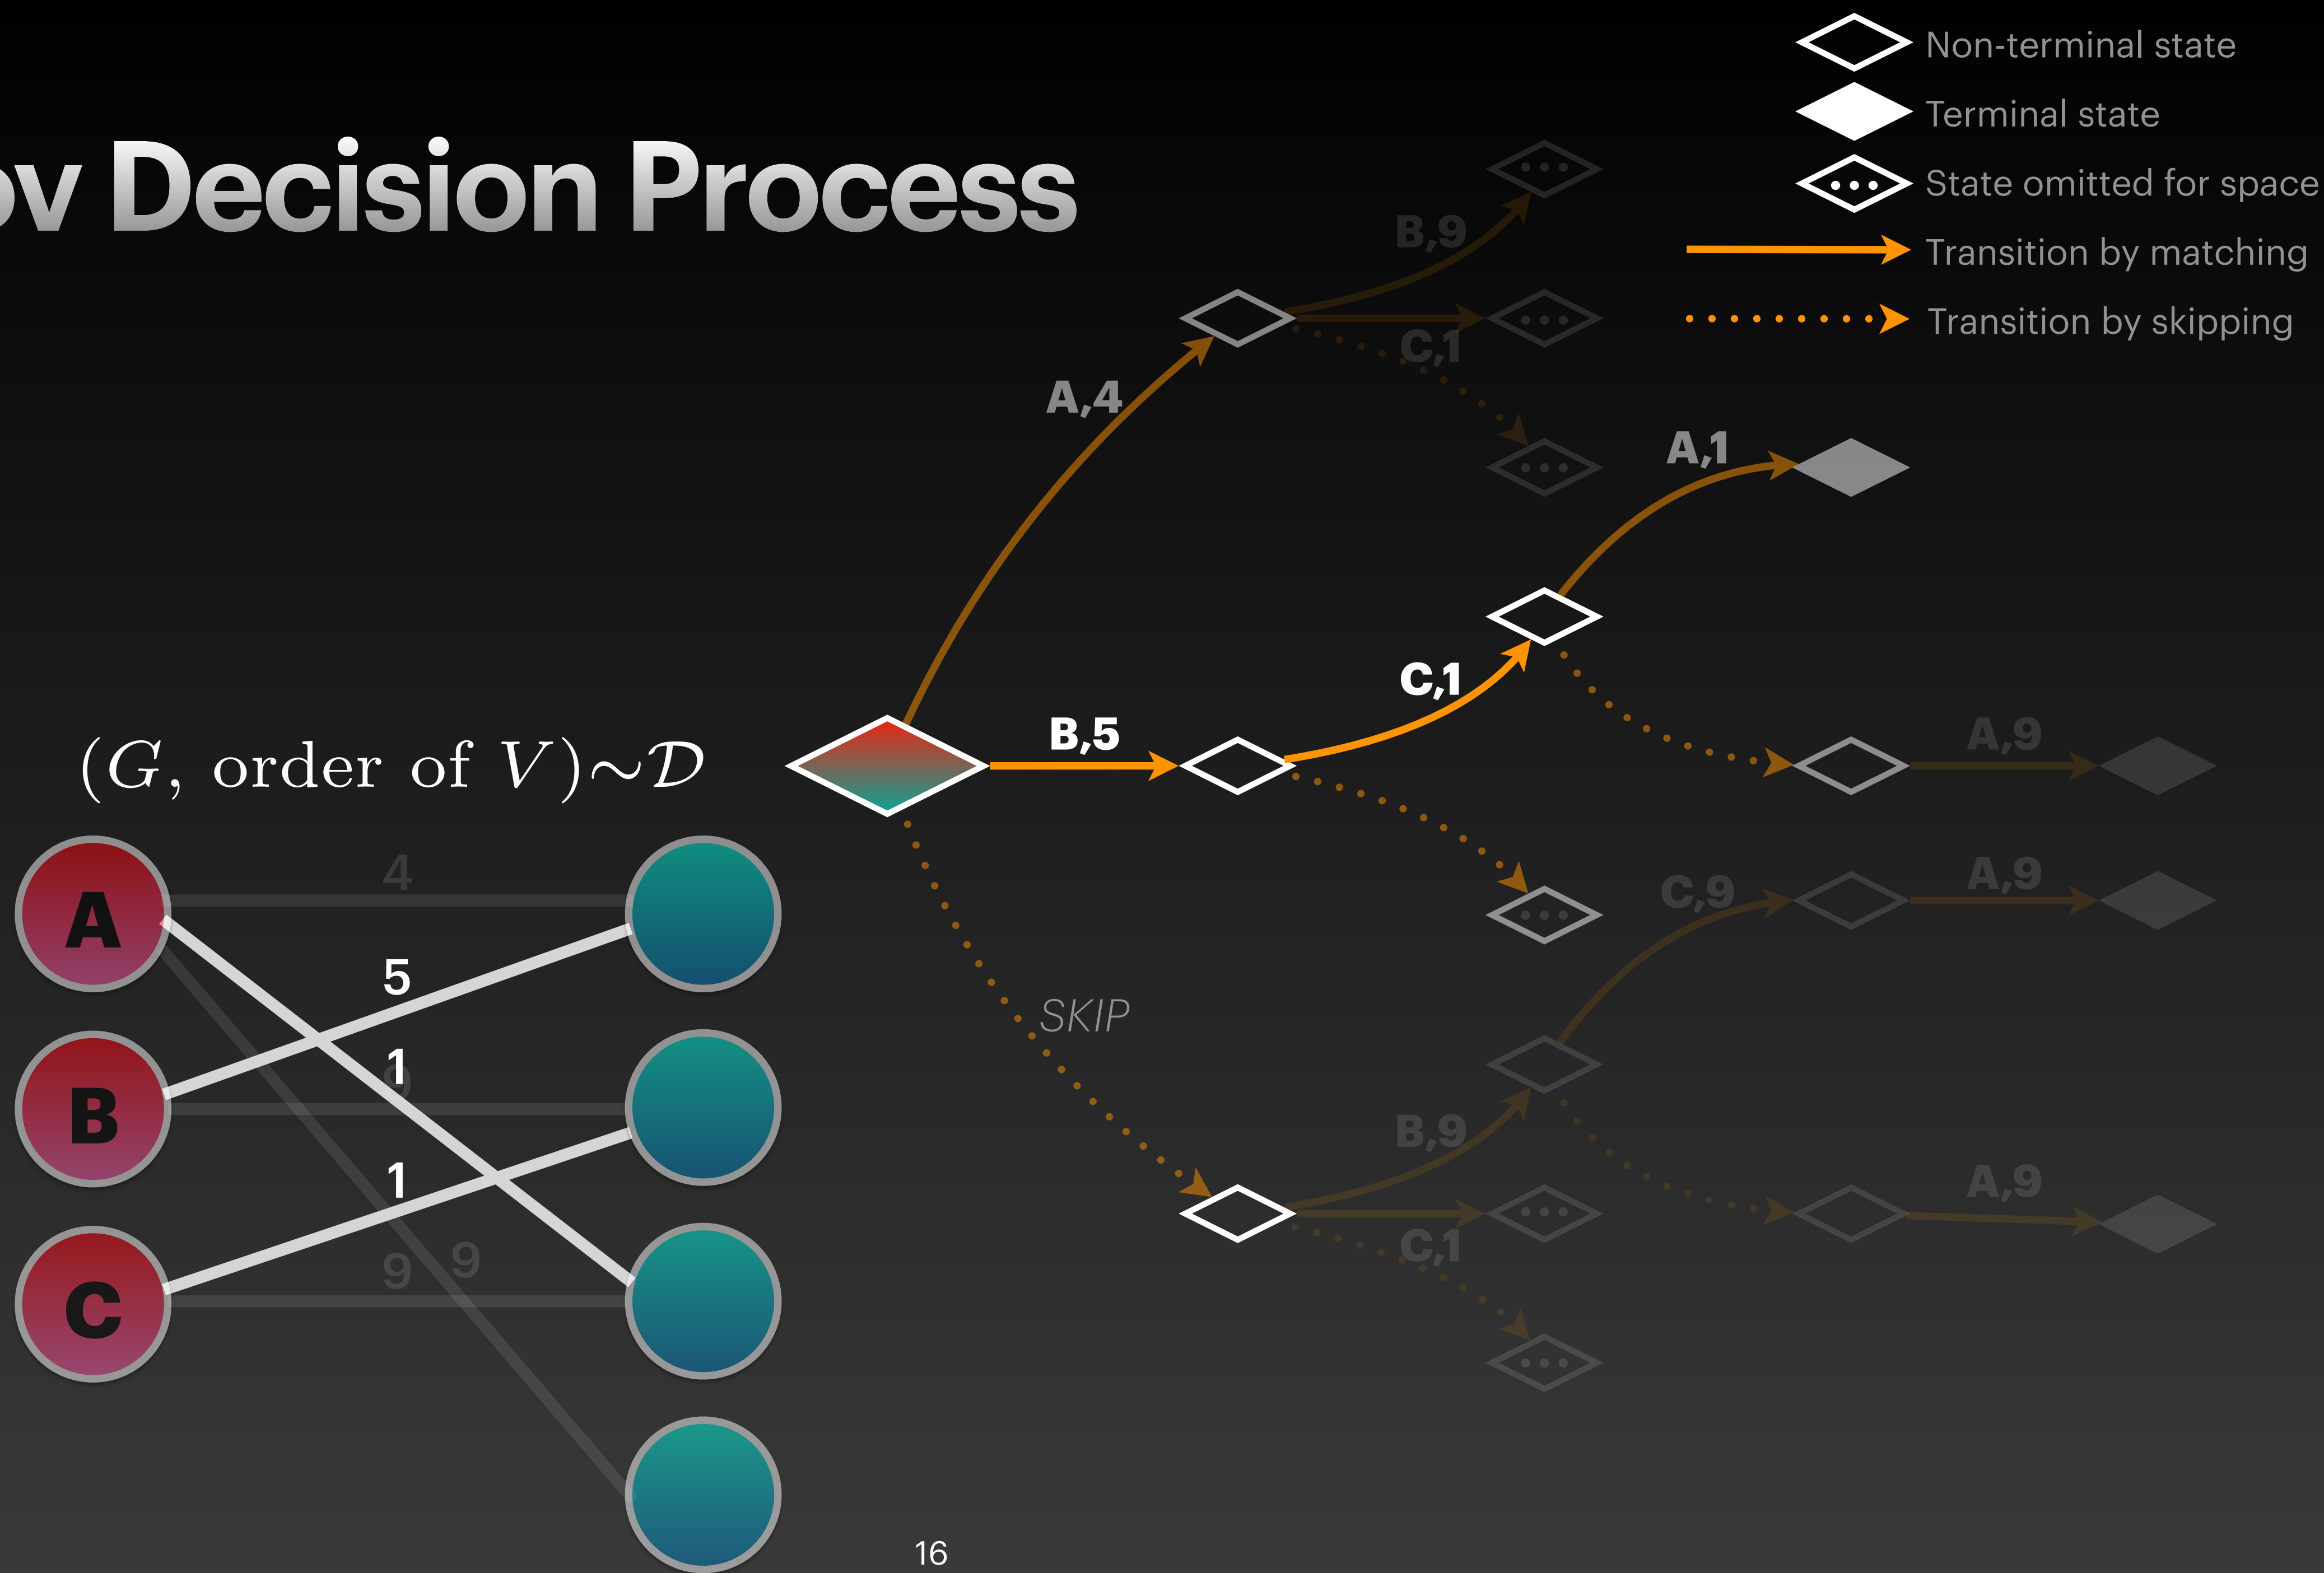 Non-terminal state
Terminal state
State omitted for space
Transition by matching
Transition by skipping
ov Decision Process
B,9
C,1
A,4
A,1
C,1
B,5
A,9
(G, order of V)~𝒟
A,9
C,9
SKIP
B,9
A,9
C,1
4
A
5
1
9
B
1
9
9
C
16